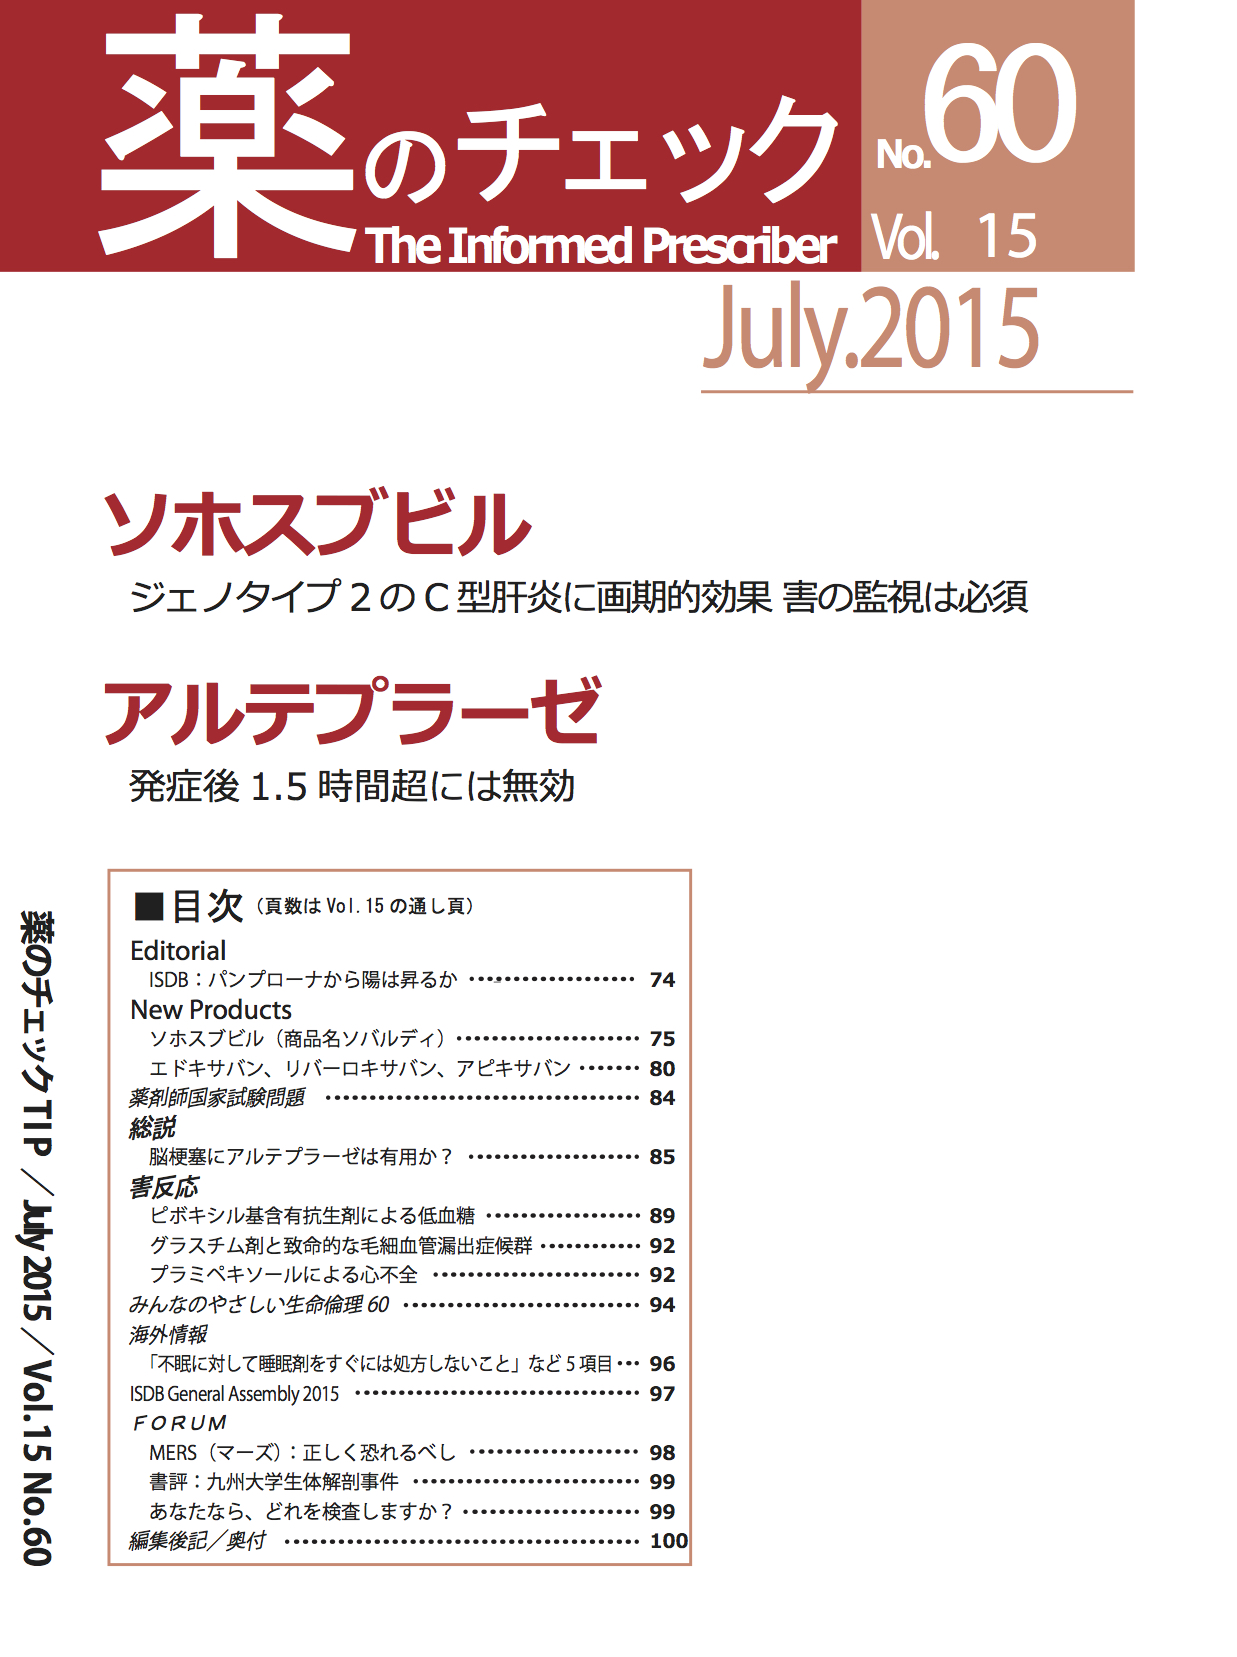 薬のチェック
The Informed Prescriber
No.60
Vol. 15
July.2015
ソホスブビル
ジェノタイプ 2 の C 型肝炎に画期的効果 害の監視は必須
アルテプラーゼ
発症後 1.5 時間超には無効
■目次（頁数は Vol.15 の通し頁）
Editorial
ISDB：パンプローナから陽は昇るか ………………… 74
New Products
ソホスブビル（商品名ソバルディ）………………… 75
エドキサバン、リバーロキサバン、アピキサバン ……… 80
薬剤師国家試験問題 ………………………………… 84
総説
脳梗塞にアルテプラーゼは有用か？ ………………… 85
害反応
ピボキシル基含有抗生剤による低血糖 ……………… 89
グラスチム剤と致命的な毛細血管漏出症候群 ………… 92
プラミペキソールによる心不全 …………………… 92
みんなのやさしい生命倫理 60 ……………………… 94
海外情報
「不眠に対して睡眠剤をすぐには処方しないこと」など 5 項目 … 96
ISDB General Assembly 2015 ……………………………… 97
ＦＯＲＵＭ
MERS（マーズ）：正しく恐れるべし ………………… 98
書評：九州大学生体解剖事件 ……………………… 99
あなたなら、どれを検査しますか？ ………………… 99
編集後記／奥付 …………………………………… 100
薬のチェック TIP ／ July 2015 ／ Vol.15 No.60